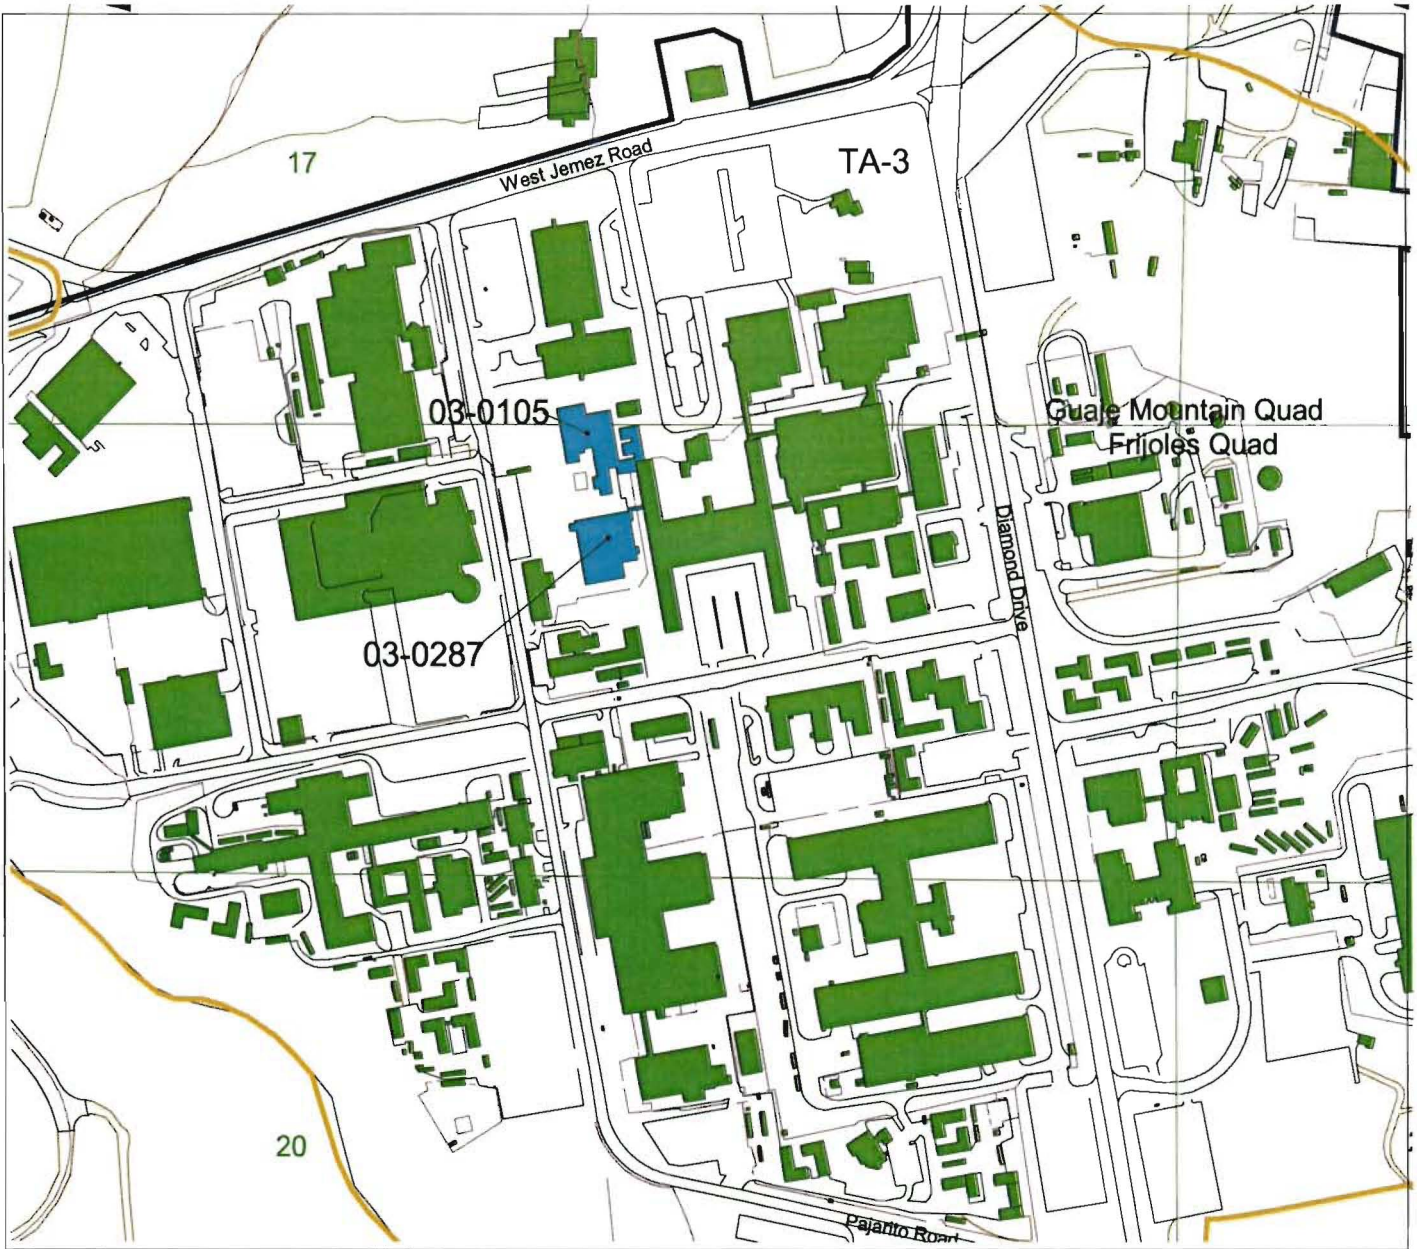 17
West Jemez Road
TA-3
03-0105
Guaje Mountain Quad
Frijoles Quad
Diamond Drive
03-0287
20
Pajarito Road